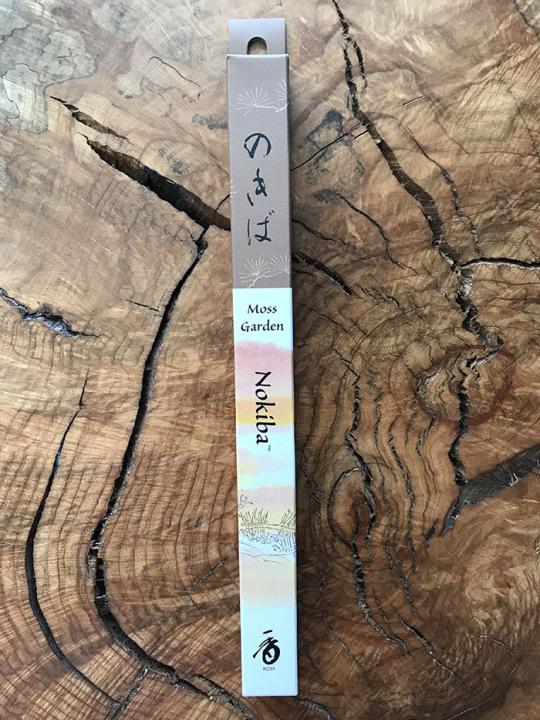 のきば
Moss
Garden
Nokiba™
香
KOH